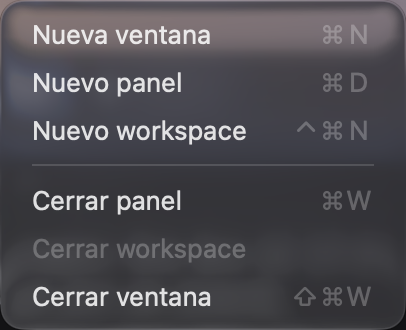 Nueva ventana ⌘ N
Nuevo panel ⌘ D
Nuevo workspace ^ ⌘ N
Cerrar panel ⌘ W
Cerrar workspace
Cerrar ventana ⇧ ⌘ W